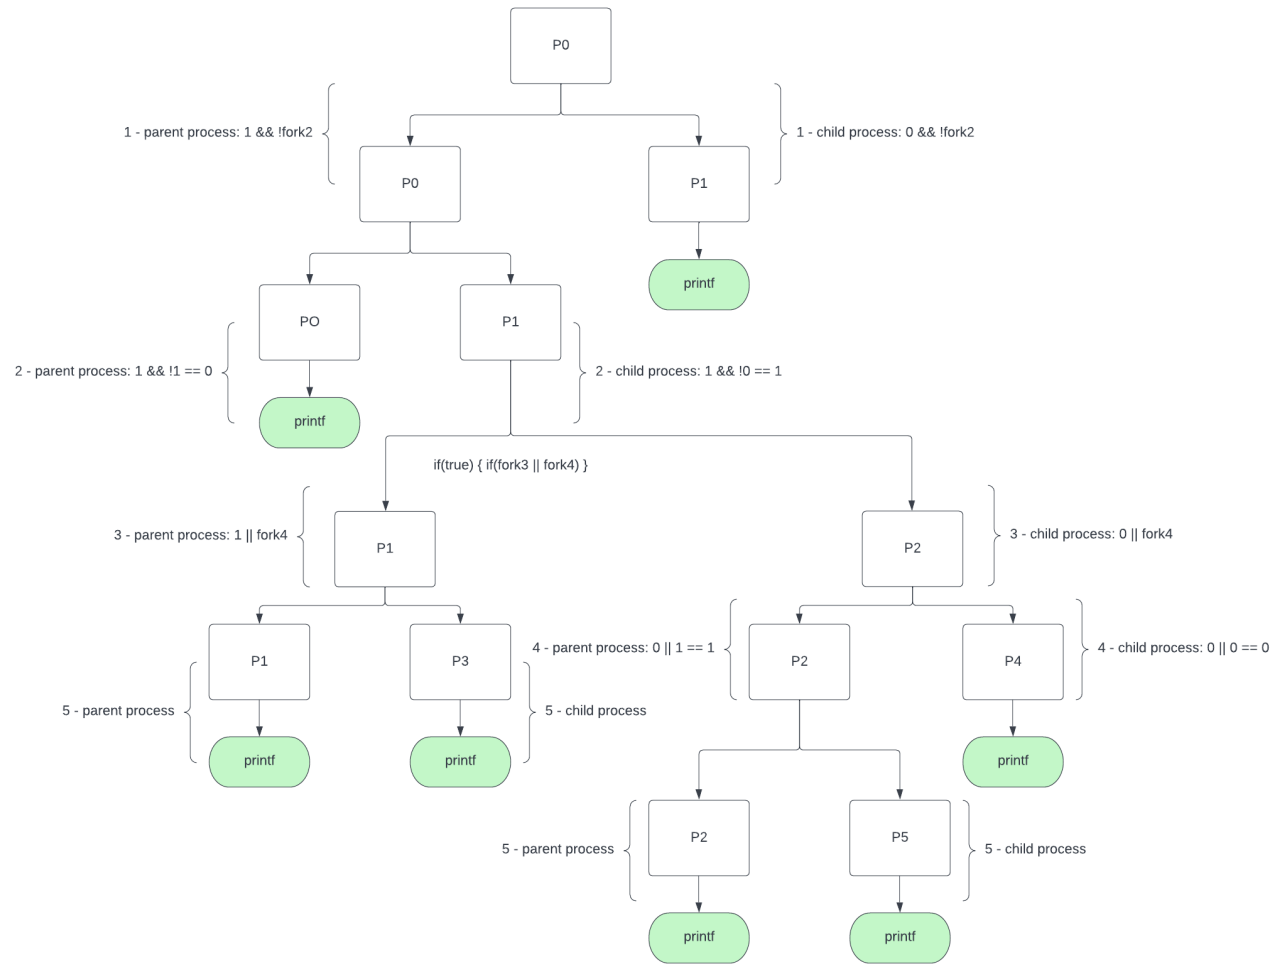 P0
1 - parent process: 1 && !fork2
1 - child process: 0 && !fork2
P0
P1
printf
PO
P1
2 - parent process: 1 && !1 == 0
2 - child process: 1 && !0 == 1
printf
if(true) { if(fork3 || fork4) }
3 - parent process: 1 || fork4
P1
P2
3 - child process: 0 || fork4
4 - parent process: 0 || 1 == 1
4 - child process: 0 || 0 == 0
P1
P3
P2
P4
5 - parent process
5 - child process
printf
printf
printf
P2
P5
5 - parent process
5 - child process
printf
printf